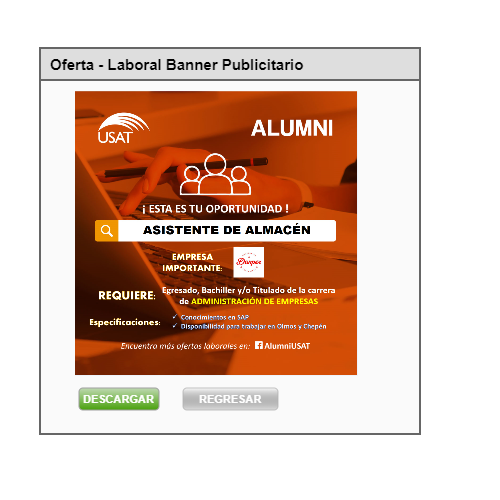 Oferta - Laboral Banner Publicitario
USAT
ALUMNI
¡ ESTA ES TU OPORTUNIDAD !
ASISTENTE DE ALMACÉN
EMPRESA
IMPORTANTE:
REQUIERE:
Egresado, Bachiller y/o Titulado de la carrera
de ADMINISTRACIÓN DE EMPRESAS
Especificaciones:
✓ Conocimientos en SAP
✓ Disponibilidad para trabajar en Olmos y Chepén
Encuentra más ofertas laborales en: AlumniUSAT
DESCARGAR
REGRESAR